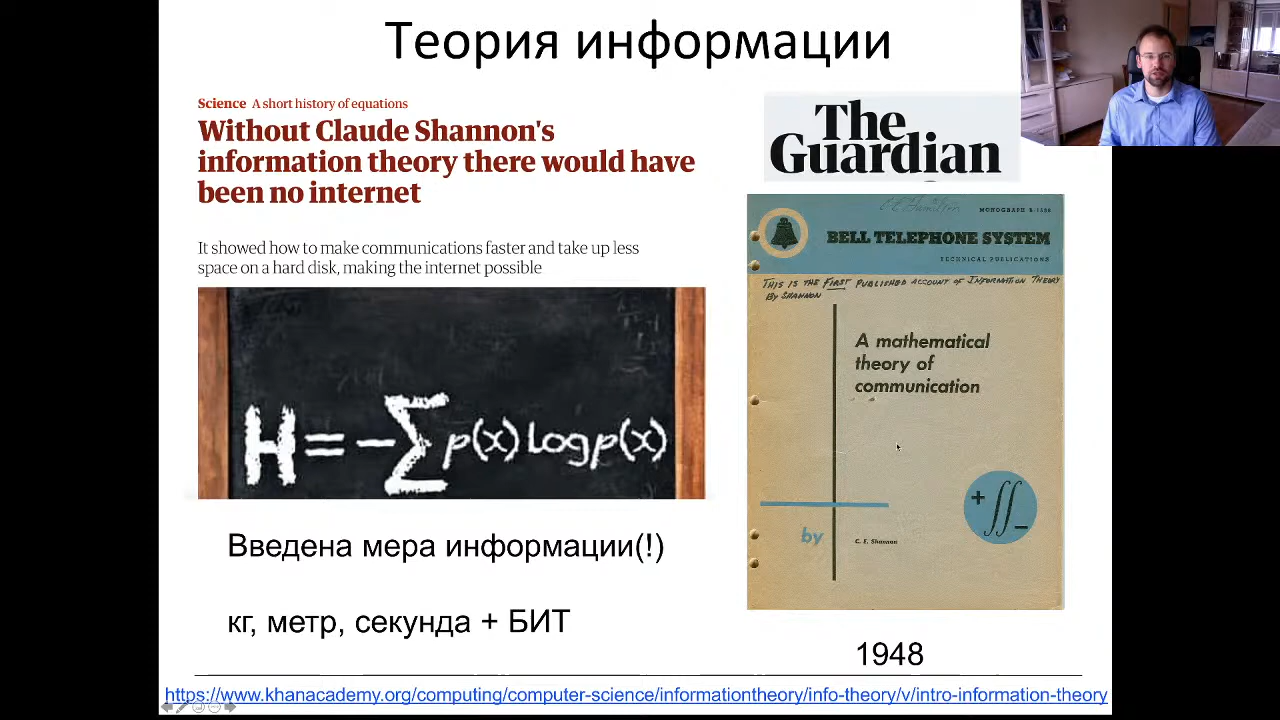 Теория информации
Science A short history of equations
Without Claude Shannon's
information theory there would have
been no internet
It showed how to make communications faster and take up less
space on a hard disk, making the internet possible
H = -∑ p(x) log p(x)
Введена мера информации(!)
кг, метр, секунда + БИТ
The
Guardian
BELL TELEPHONE SYSTEM
TECHNICAL PUBLICATIONS
THIS IS THE FIRST PUBLISHED ACCOUNT OF INFORMATION THEORY
BY SHANNON
A mathematical
theory of
communication
+ ∬ -
by
C. E. Shannon
1948
https://www.khanacademy.org/computing/computer-science/informationtheory/info-theory/v/intro-information-theory